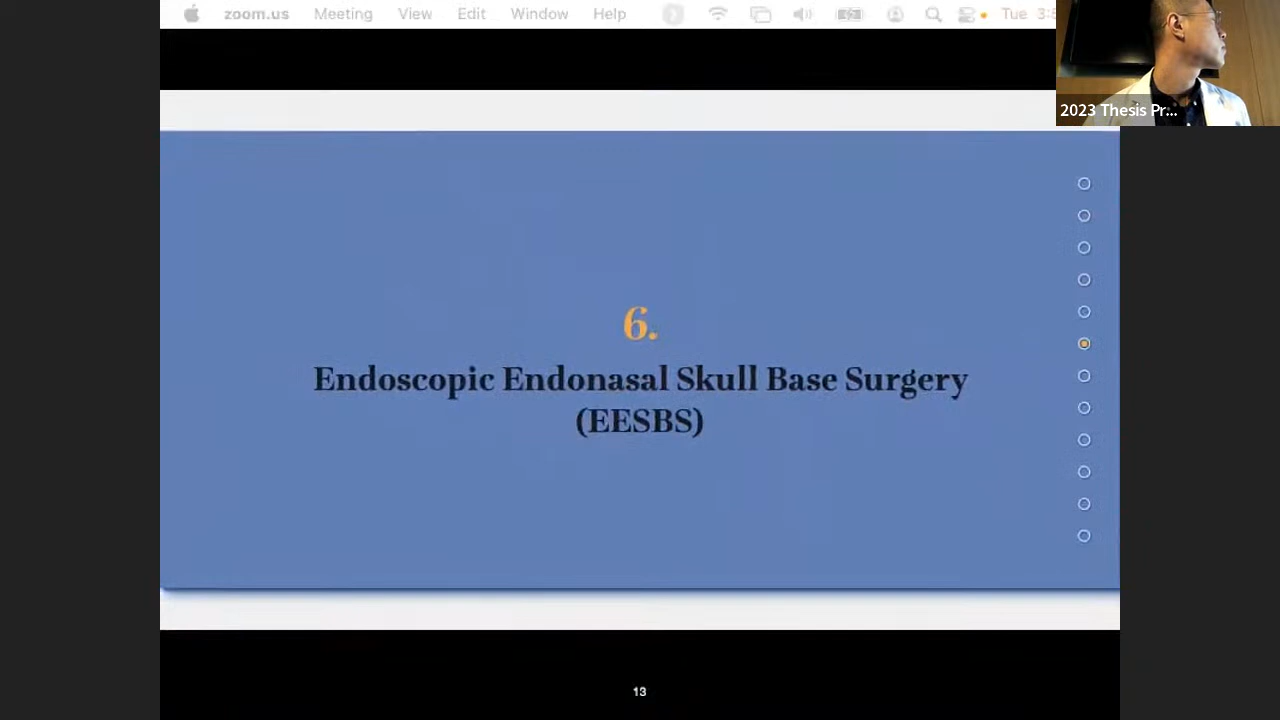 zoom.us Meeting View Edit Window Help Tue
2023 Thesis Pr...
6.
Endoscopic Endonasal Skull Base Surgery
(EESBS)
13